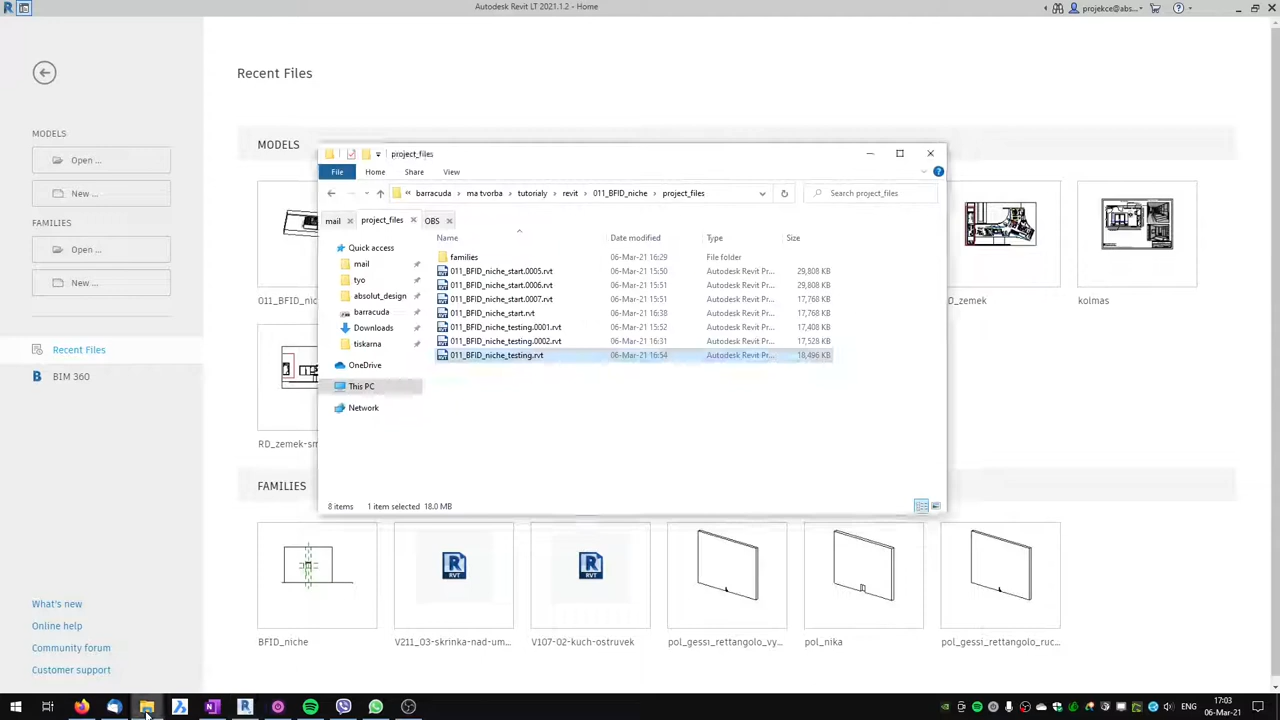 Autodesk Revit LT 2021.1.2 - Home
projekce@abs...
Recent Files
MODELS
Open ...
New ...
FAMILIES
Open ...
New ...
Recent Files
BIM 360
What's new
Online help
Community forum
Customer support
MODELS
011_BFID_nic
_zemek
kolmas
RD_zemek-sm
project_files
File
Home
Share
View
« barracuda > ma tvorba > tutorialy > revit > 011_BFID_niche > project_files
Search project_files
mail
project_files
OBS
Quick access
mail
tyo
absolut_design
barracuda
Downloads
tiskarna
OneDrive
This PC
Network
Name Date modified Type Size
families 06-Mar-21 16:29 File folder
011_BFID_niche_start.0005.rvt 06-Mar-21 15:50 Autodesk Revit Pr... 29,808 KB
011_BFID_niche_start.0006.rvt 06-Mar-21 15:51 Autodesk Revit Pr... 29,808 KB
011_BFID_niche_start.0007.rvt 06-Mar-21 15:51 Autodesk Revit Pr... 17,768 KB
011_BFID_niche_start.rvt 06-Mar-21 16:38 Autodesk Revit Pr... 17,768 KB
011_BFID_niche_testing.0001.rvt 06-Mar-21 15:52 Autodesk Revit Pr... 17,408 KB
011_BFID_niche_testing.0002.rvt 06-Mar-21 16:31 Autodesk Revit Pr... 17,528 KB
011_BFID_niche_testing.rvt 06-Mar-21 16:54 Autodesk Revit Pr... 18,496 KB
8 items 1 item selected 18.0 MB
FAMILIES
RVT
RVT
BFID_niche
V211_03-skrinka-nad-um...
V107-02-kuch-ostruvek
pol_gessi_rettangolo_vy...
pol_nika
pol_gessi_rettangolo_ruc...
ENG
17:03
06-Mar-21